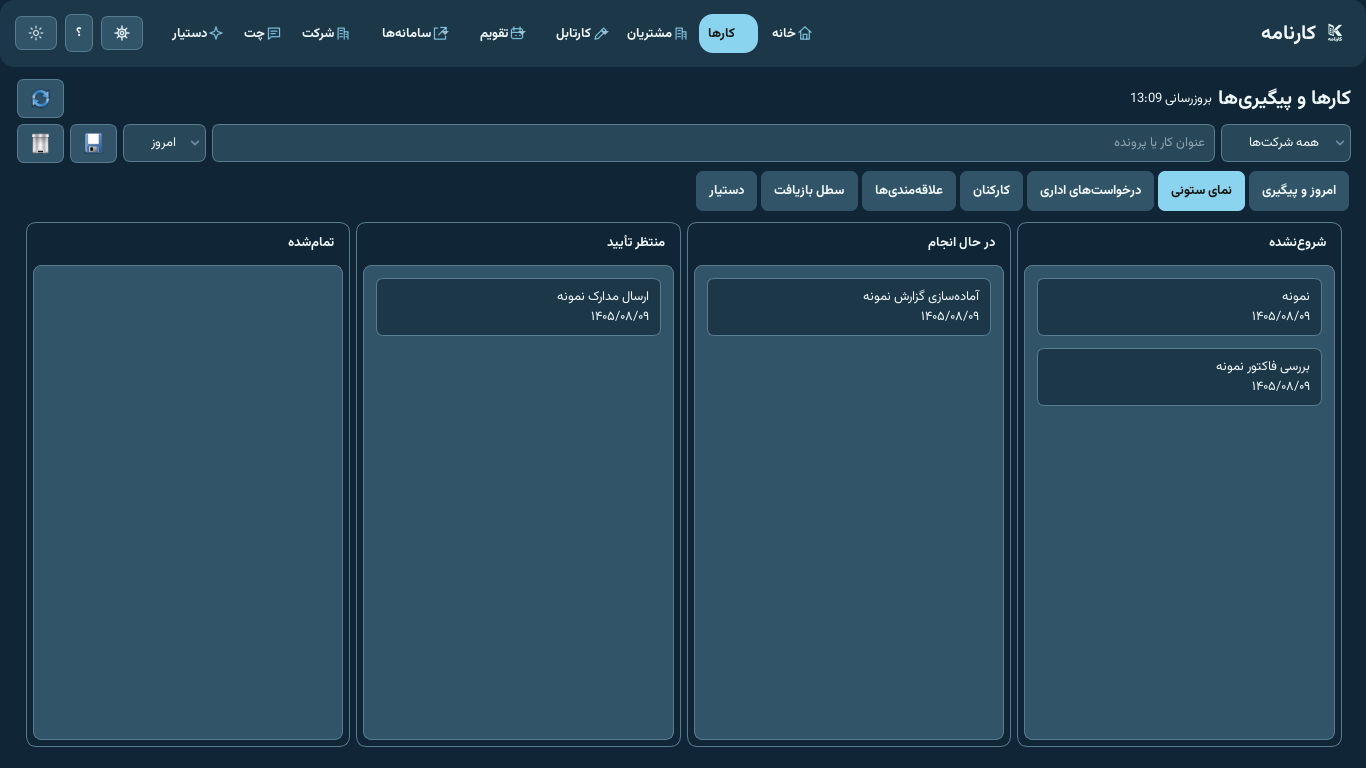 کارنامه
خانه
کارها
مشتریان
کارتابل
تقویم
سامانه‌ها
شرکت
چت
دستیار
؟
کارها و پیگیری‌ها
بروزرسانی 13:09
همه شرکت‌ها
عنوان کار یا پرونده
امروز
امروز و پیگیری
نمای ستونی
درخواست‌های اداری
کارکنان
علاقه‌مندی‌ها
سطل بازیافت
دستیار
شروع‌نشده
نمونه
۱۴۰۵/۰۸/۰۹
بررسی فاکتور نمونه
۱۴۰۵/۰۸/۰۹
در حال انجام
آماده‌سازی گزارش نمونه
۱۴۰۵/۰۸/۰۹
منتظر تأیید
ارسال مدارک نمونه
۱۴۰۵/۰۸/۰۹
تمام‌شده